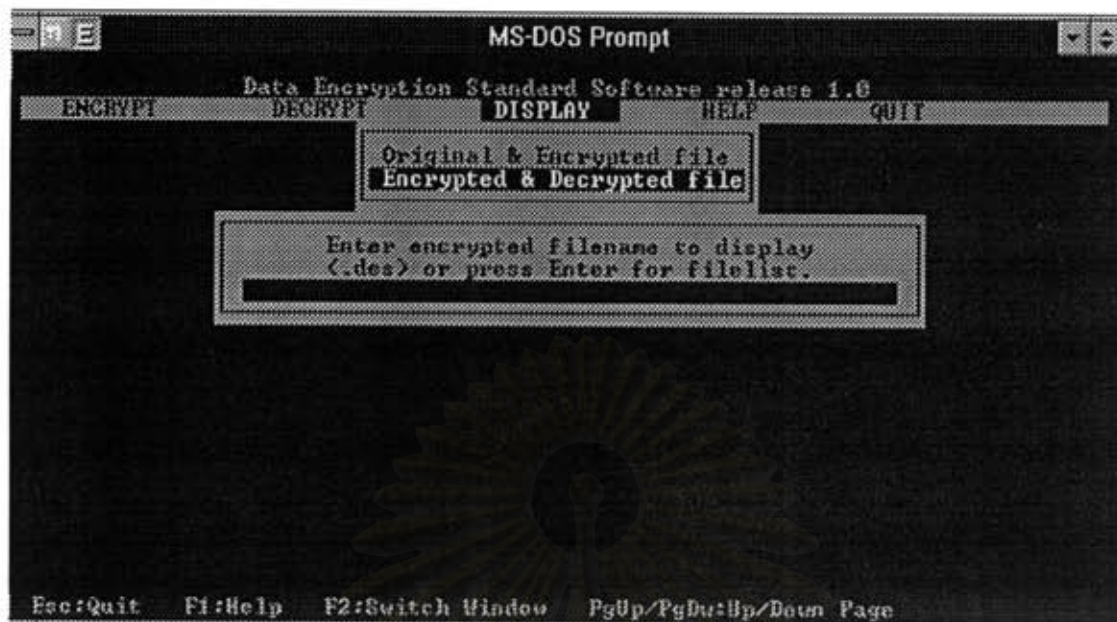 MS-DOS Prompt
Data Encryption Standard Software release 1.0
ENCRYPT DECRYPT DISPLAY HELP QUIT
Original & Encrypted file
Encrypted & Decrypted file
Enter encrypted filename to display
(.des) or press Enter for filelist.
Esc:Quit F1:Help F2:Switch Window PgUp/PgDw:Up/Down Page